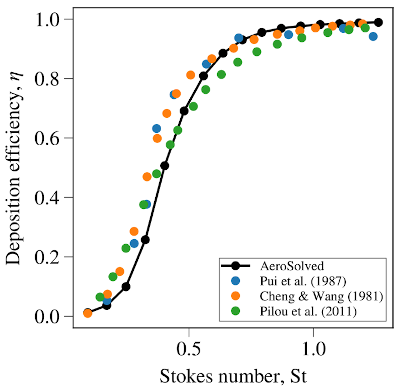 Deposition efficiency, η
1.0
0.8
0.6
0.4
0.2
0.0
AeroSolved
Pui et al. (1987)
Cheng & Wang (1981)
Pilou et al. (2011)
0.5
1.0
Stokes number, St